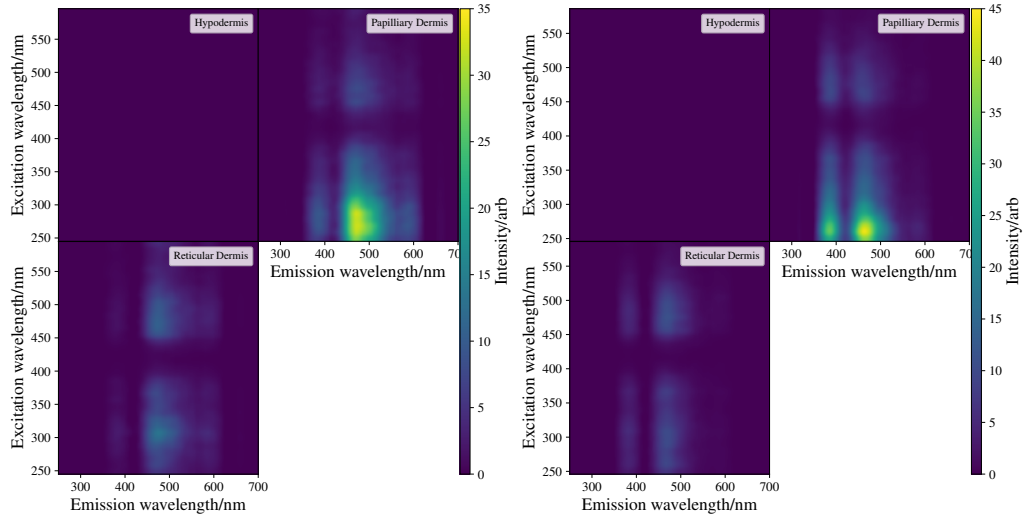 Hypodermis
Papilliary Dermis
Excitation wavelength/nm
550
500
450
400
350
300
250
300 400 500 600 700
Emission wavelength/nm
Reticular Dermis
Excitation wavelength/nm
550
500
450
400
350
300
250
300 400 500 600 700
Emission wavelength/nm
35
30
25
20
15
10
5
0
Intensity/arb
Hypodermis
Papilliary Dermis
Excitation wavelength/nm
550
500
450
400
350
300
250
300 400 500 600 700
Emission wavelength/nm
Reticular Dermis
Excitation wavelength/nm
550
500
450
400
350
300
250
300 400 500 600 700
Emission wavelength/nm
45
40
35
30
25
20
15
10
5
0
Intensity/arb